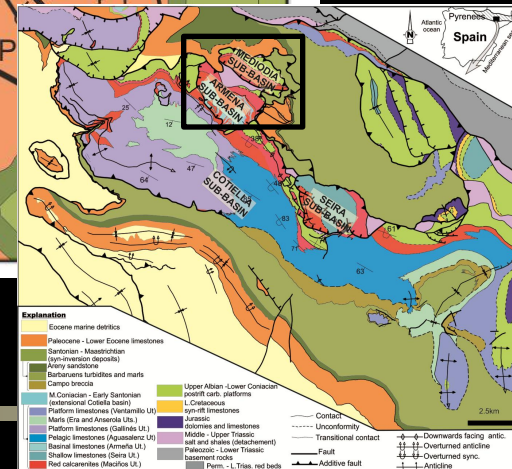 P
Atlantic
ocean
Pyrenees
Spain
N
Mediterranean sea
MEDIODIA
SUB-BASIN
ARMENA
SUB-BASIN
COTIELLA
SUB-BASIN
SEIRA
SUB-BASIN
25
12
47
64
83
63
61
2.5km
Explanation
Eocene marine detritics
Paleocene - Lower Eocene limestones
Santonian - Maastrichtian
(syn-inversion deposits)
Areny sandstone
Barbaruens turbidites and marls
Campo breccia
M.Coniacian - Early Santonian
(extensional Cotiella basin)
Platform limestones (Ventamillo Ut)
Marls (Era and Anserola Uts.)
Platform limestones (Gallinés Ut)
Pelagic limestones (Aguasalenz Ut)
Basinal limestones (Armeña Ut)
Shallow limestones (Seira Ut)
Red calcarenites (Maciños Ut.)
Upper Albian -Lower Coniacian
postrift carb. platforms
L.Cretaceous
syn-rift limestones
Jurassic
dolomies and limestones
Middle - Upper Triassic
salt and shales (detachement)
Paleozoic - Lower Triassic
basement rocks
Perm. - L.Trias. red beds
Contact
Unconformity
Transitional contact
Fault
Additive fault
Downwards facing antic.
Overturned anticline
Overturned sync.
Anticline